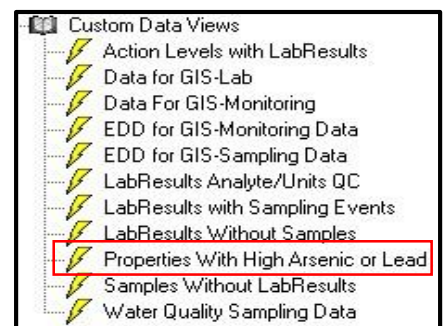 Custom Data Views
Action Levels with LabResults
Data for GIS-Lab
Data For GIS-Monitoring
EDD for GIS-Monitoring Data
EDD for GIS-Sampling Data
LabResults Analyte/Units QC
LabResults with Sampling Events
LabResults Without Samples
Properties With High Arsenic or Lead
Samples Without LabResults
Water Quality Sampling Data